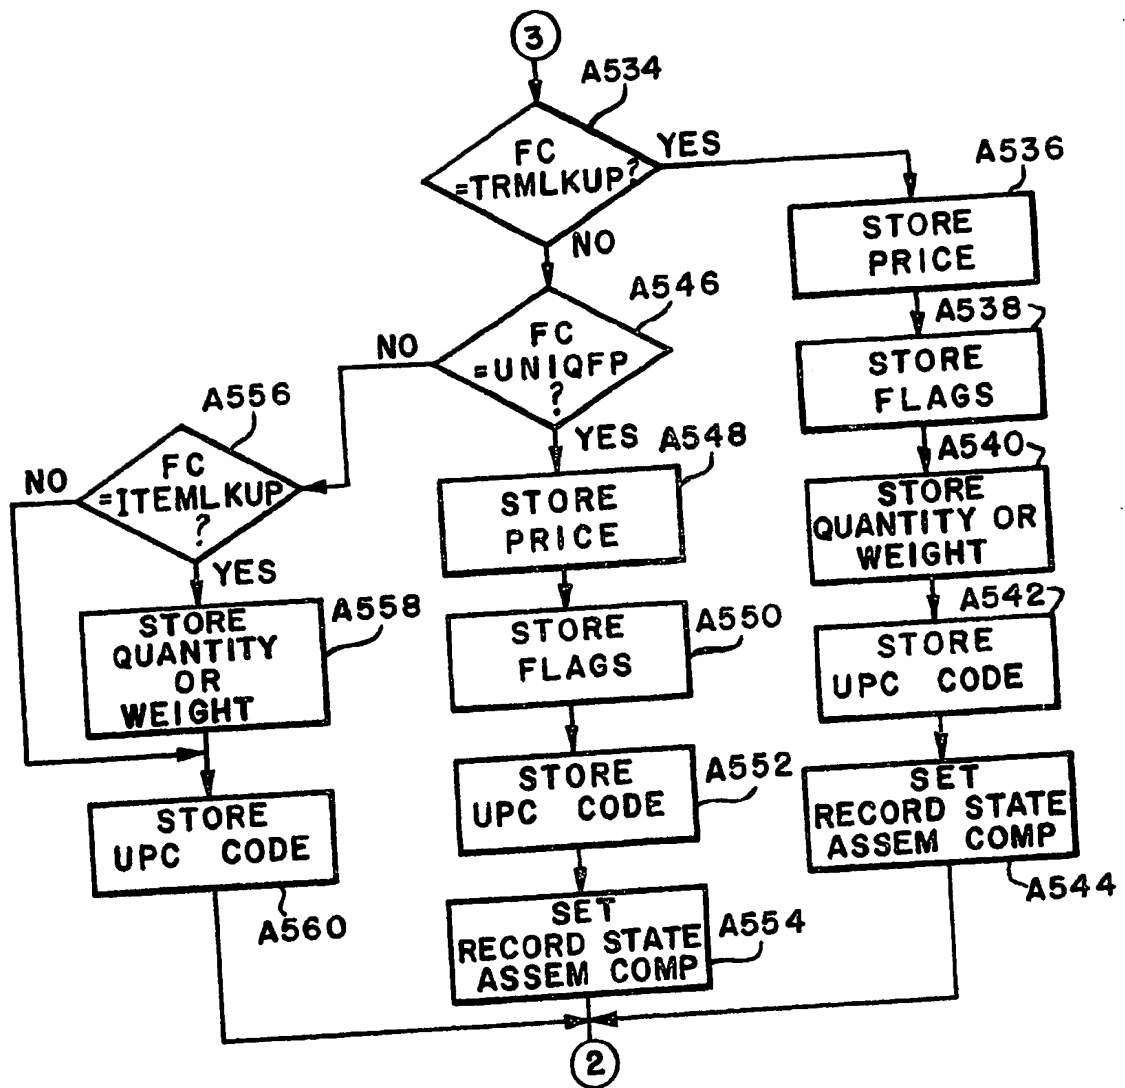 3
A534
FC
=TRMLKUP?
YES
NO
A536
STORE
PRICE
A538
STORE
FLAGS
A540
STORE
QUANTITY OR
WEIGHT
A542
STORE
UPC CODE
SET
RECORD STATE
ASSEM COMP
A544
A546
FC
=UNIQFP
?
NO
YES
A548
STORE
PRICE
A550
STORE
FLAGS
A552
STORE
UPC CODE
A554
SET
RECORD STATE
ASSEM COMP
A556
FC
=ITEMLKUP
?
NO
YES
A558
STORE
QUANTITY
OR
WEIGHT
STORE
UPC CODE
A560
2